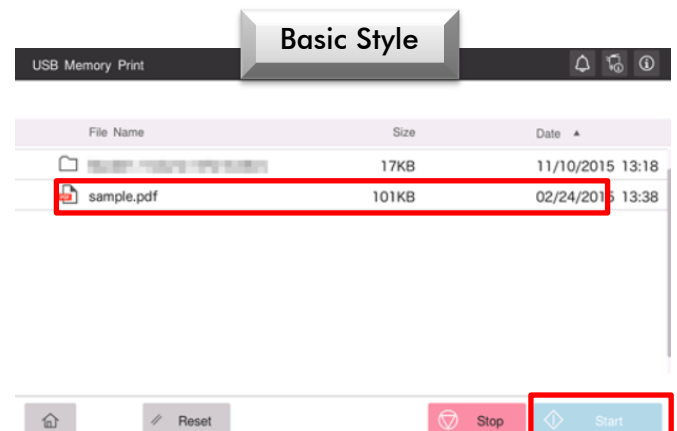 Basic Style
USB Memory Print
File Name Size Date ▲
17KB 11/10/2015 13:18
sample.pdf 101KB 02/24/2015 13:38
Reset Stop Start